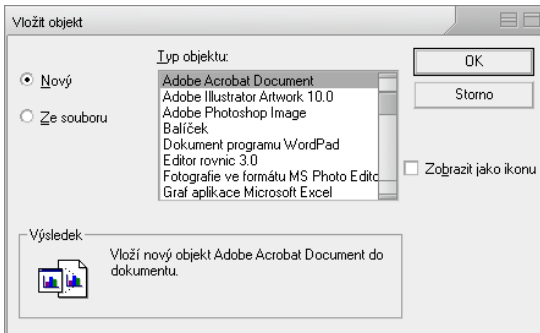 Vložit objekt
Typ objektu:
Nový
Ze souboru
Adobe Acrobat Document
Adobe Illustrator Artwork 10.0
Adobe Photoshop Image
Balíček
Dokument programu WordPad
Editor rovnic 3.0
Fotografie ve formátu MS Photo Edito
Graf aplikace Microsoft Excel
OK
Storno
Zobrazit jako ikonu
Výsledek
Vloží nový objekt Adobe Acrobat Document do
dokumentu.